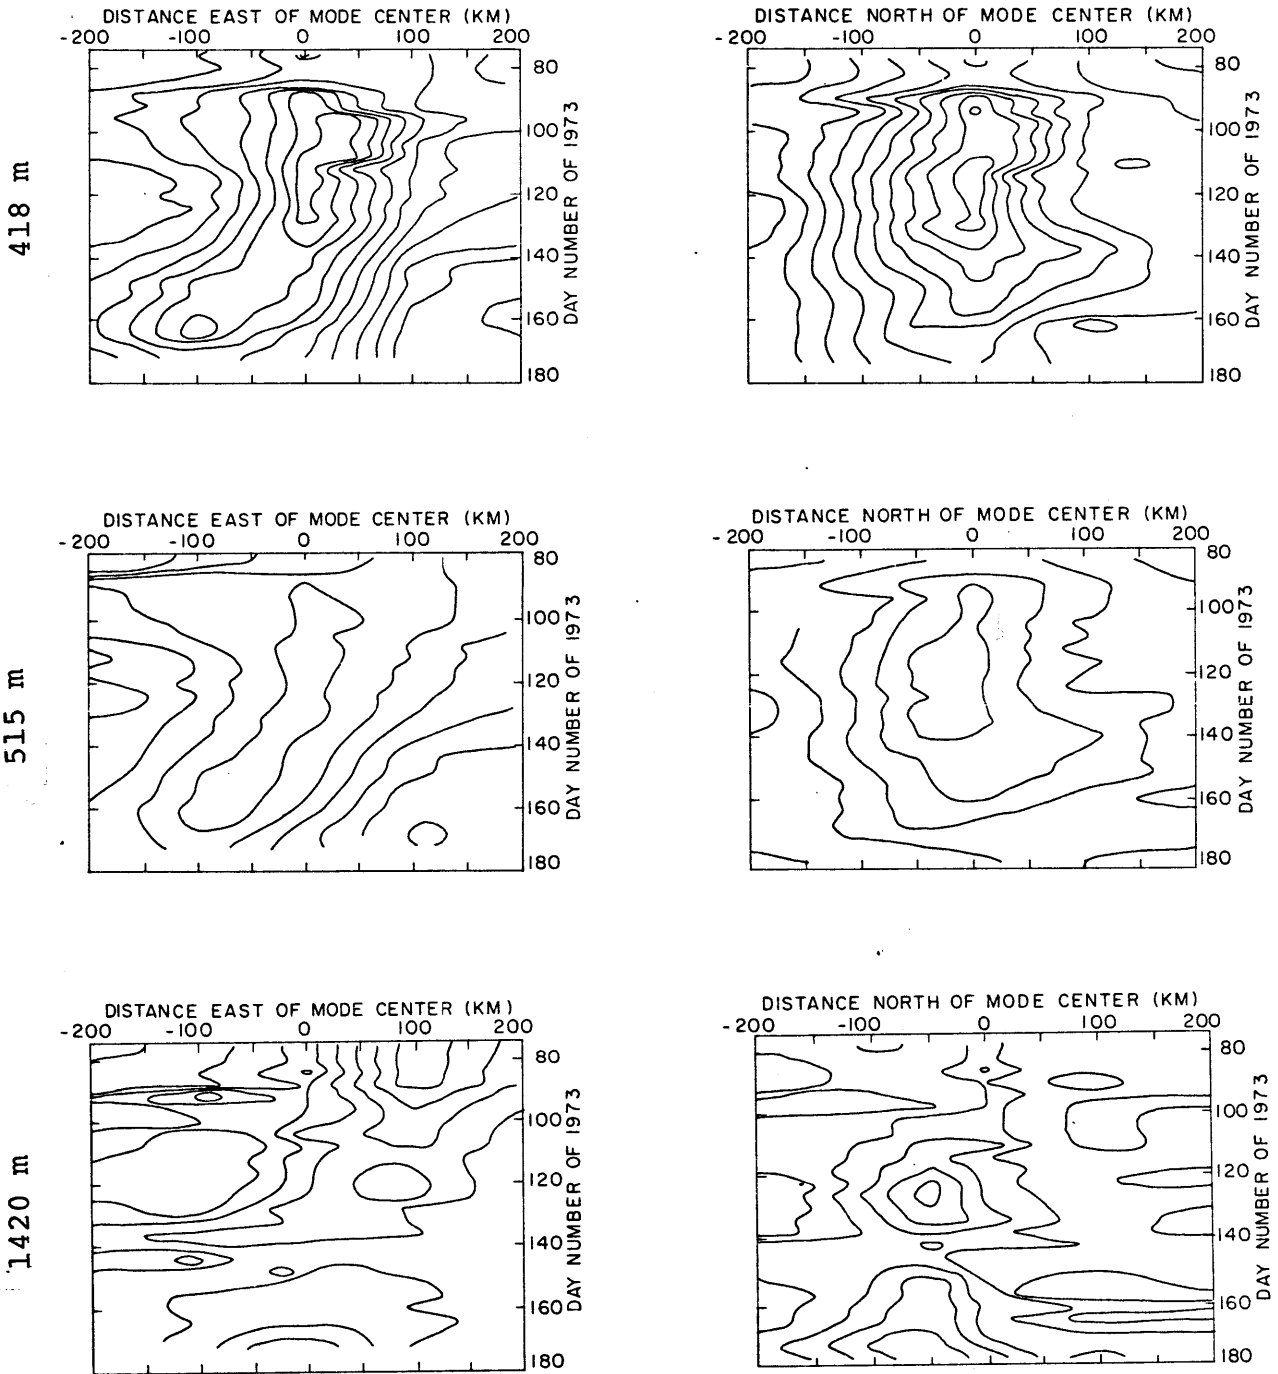 DISTANCE EAST OF MODE CENTER (KM)
-200 -100 0 100 200
80
100
120
140
160
180
DAY NUMBER OF 1973
418 m
DISTANCE NORTH OF MODE CENTER (KM)
-200 -100 0 100 200
80
100
120
140
160
180
DAY NUMBER OF 1973
DISTANCE EAST OF MODE CENTER (KM)
-200 -100 0 100 200
80
100
120
140
160
180
DAY NUMBER OF 1973
515 m
DISTANCE NORTH OF MODE CENTER (KM)
-200 -100 0 100 200
80
100
120
140
160
180
DAY NUMBER OF 1973
DISTANCE EAST OF MODE CENTER (KM)
-200 -100 0 100 200
80
100
120
140
160
180
DAY NUMBER OF 1973
1420 m
DISTANCE NORTH OF MODE CENTER (KM)
-200 -100 0 100 200
80
100
120
140
160
180
DAY NUMBER OF 1973